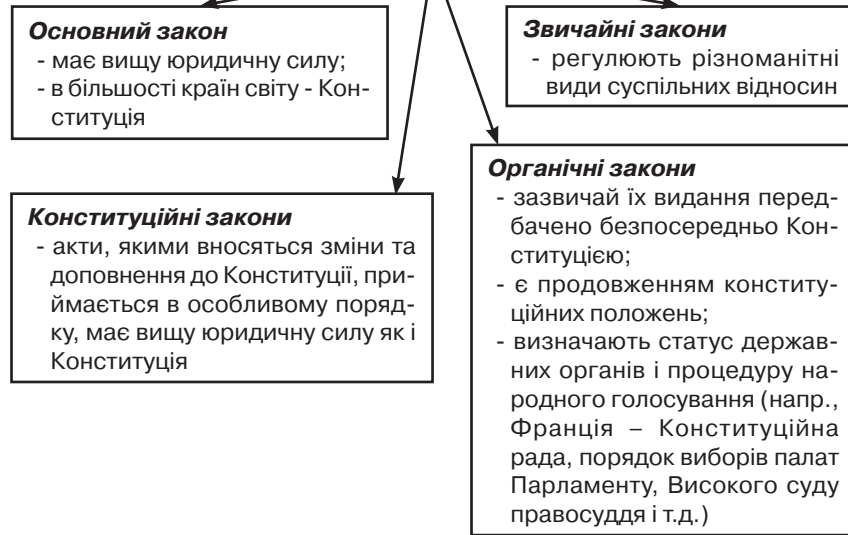 Основний закон
- має вищу юридичну силу;
- в більшості країн світу - Кон-
ституція
Звичайні закони
- регулюють різноманітні
види суспільних відносин
Конституційні закони
- акти, якими вносяться зміни та
доповнення до Конституції, при-
ймається в особливому поряд-
ку, має вищу юридичну силу як і
Конституція
Органічні закони
- зазвичай їх видання перед-
бачено безпосередньо Кон-
ституцією;
- є продовженням конститу-
ційних положень;
- визначають статус держав-
них органів і процедуру на-
родного голосування (напр.,
Франція – Конституційна
рада, порядок виборів палат
Парламенту, Високого суду
правосуддя і т.д.)